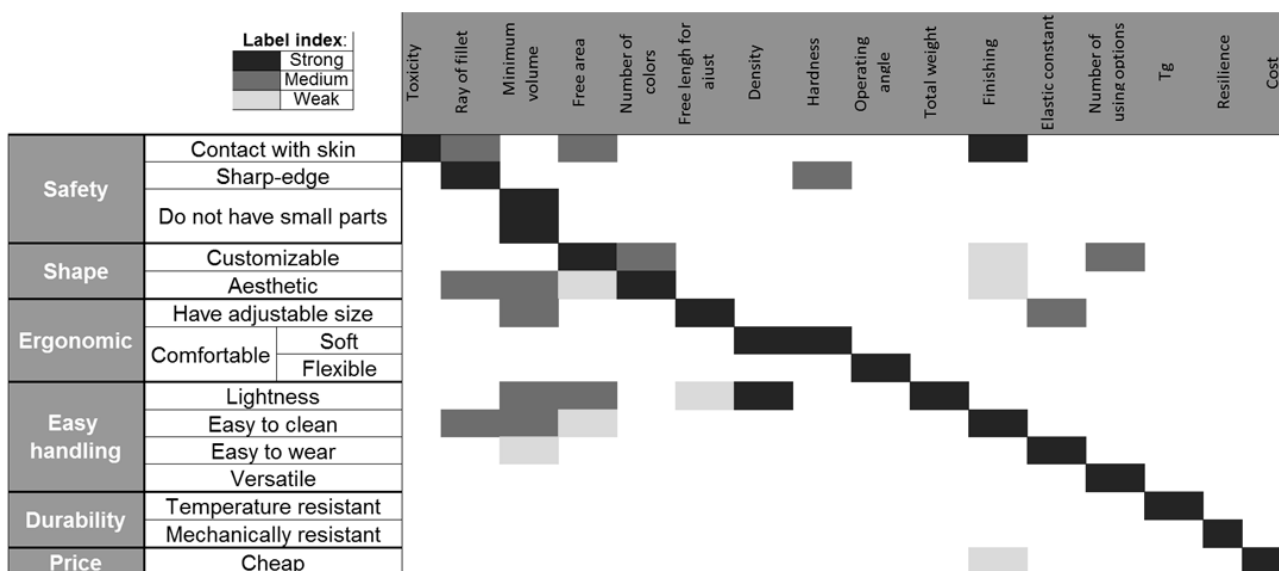 Label index:
Strong
Medium
Weak
Toxicity
Ray of fillet
Minimum
volume
Free area
Number of
colors
Free lengh for
aiust
Density
Hardness
Operating
angle
Total weight
Finishing
Elastic constant
Number of
using options
Tg
Resilience
Cost
Safety
Contact with skin
Sharp-edge
Do not have small parts
Shape
Customizable
Aesthetic
Ergonomic
Have adjustable size
Comfortable
Soft
Flexible
Easy
handling
Lightness
Easy to clean
Easy to wear
Versatile
Durability
Temperature resistant
Mechanically resistant
Price
Cheap